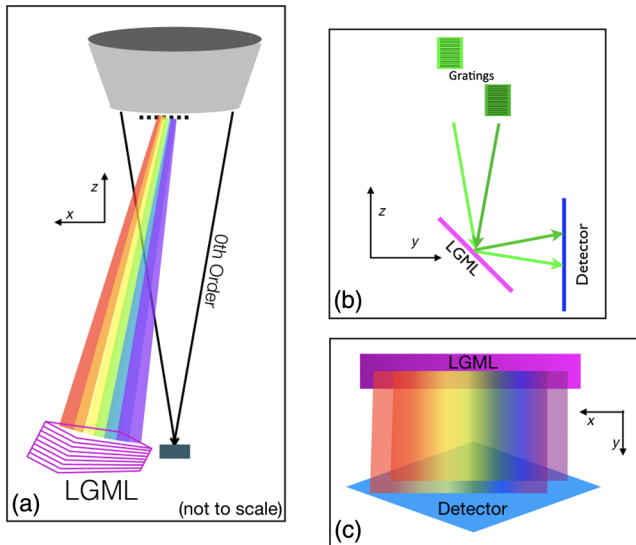 z
x
0th Order
LGML
(a)
(not to scale)
Gratings
z
y
LGML
Detector
(b)
LGML
x
y
Detector
(c)